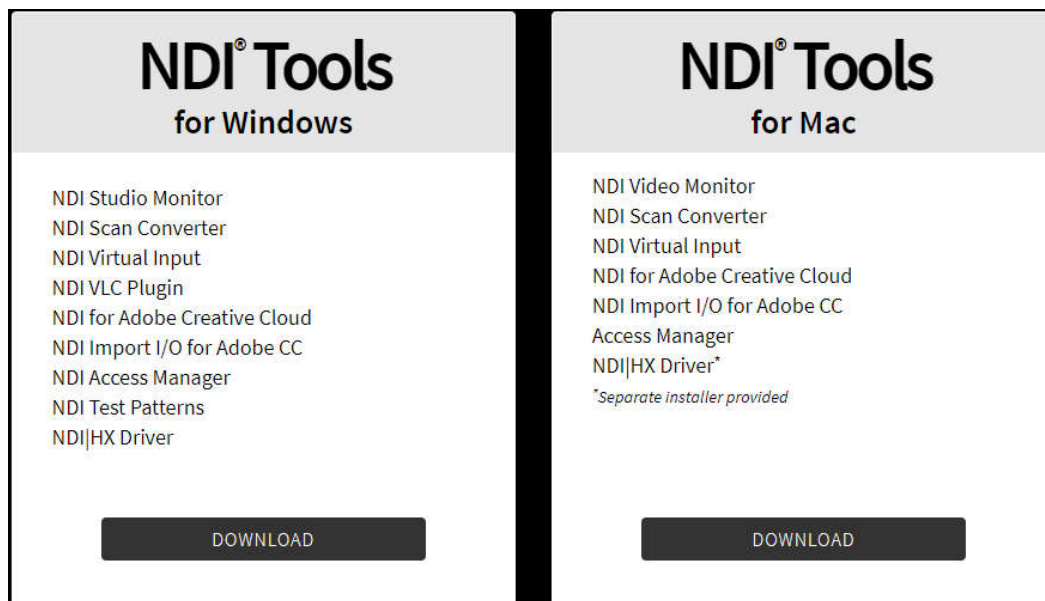 NDI® Tools
for Windows
NDI Studio Monitor
NDI Scan Converter
NDI Virtual Input
NDI VLC Plugin
NDI for Adobe Creative Cloud
NDI Import I/O for Adobe CC
NDI Access Manager
NDI Test Patterns
NDI|HX Driver
DOWNLOAD
NDI® Tools
for Mac
NDI Video Monitor
NDI Scan Converter
NDI Virtual Input
NDI for Adobe Creative Cloud
NDI Import I/O for Adobe CC
Access Manager
NDI|HX Driver*
*Separate installer provided
DOWNLOAD